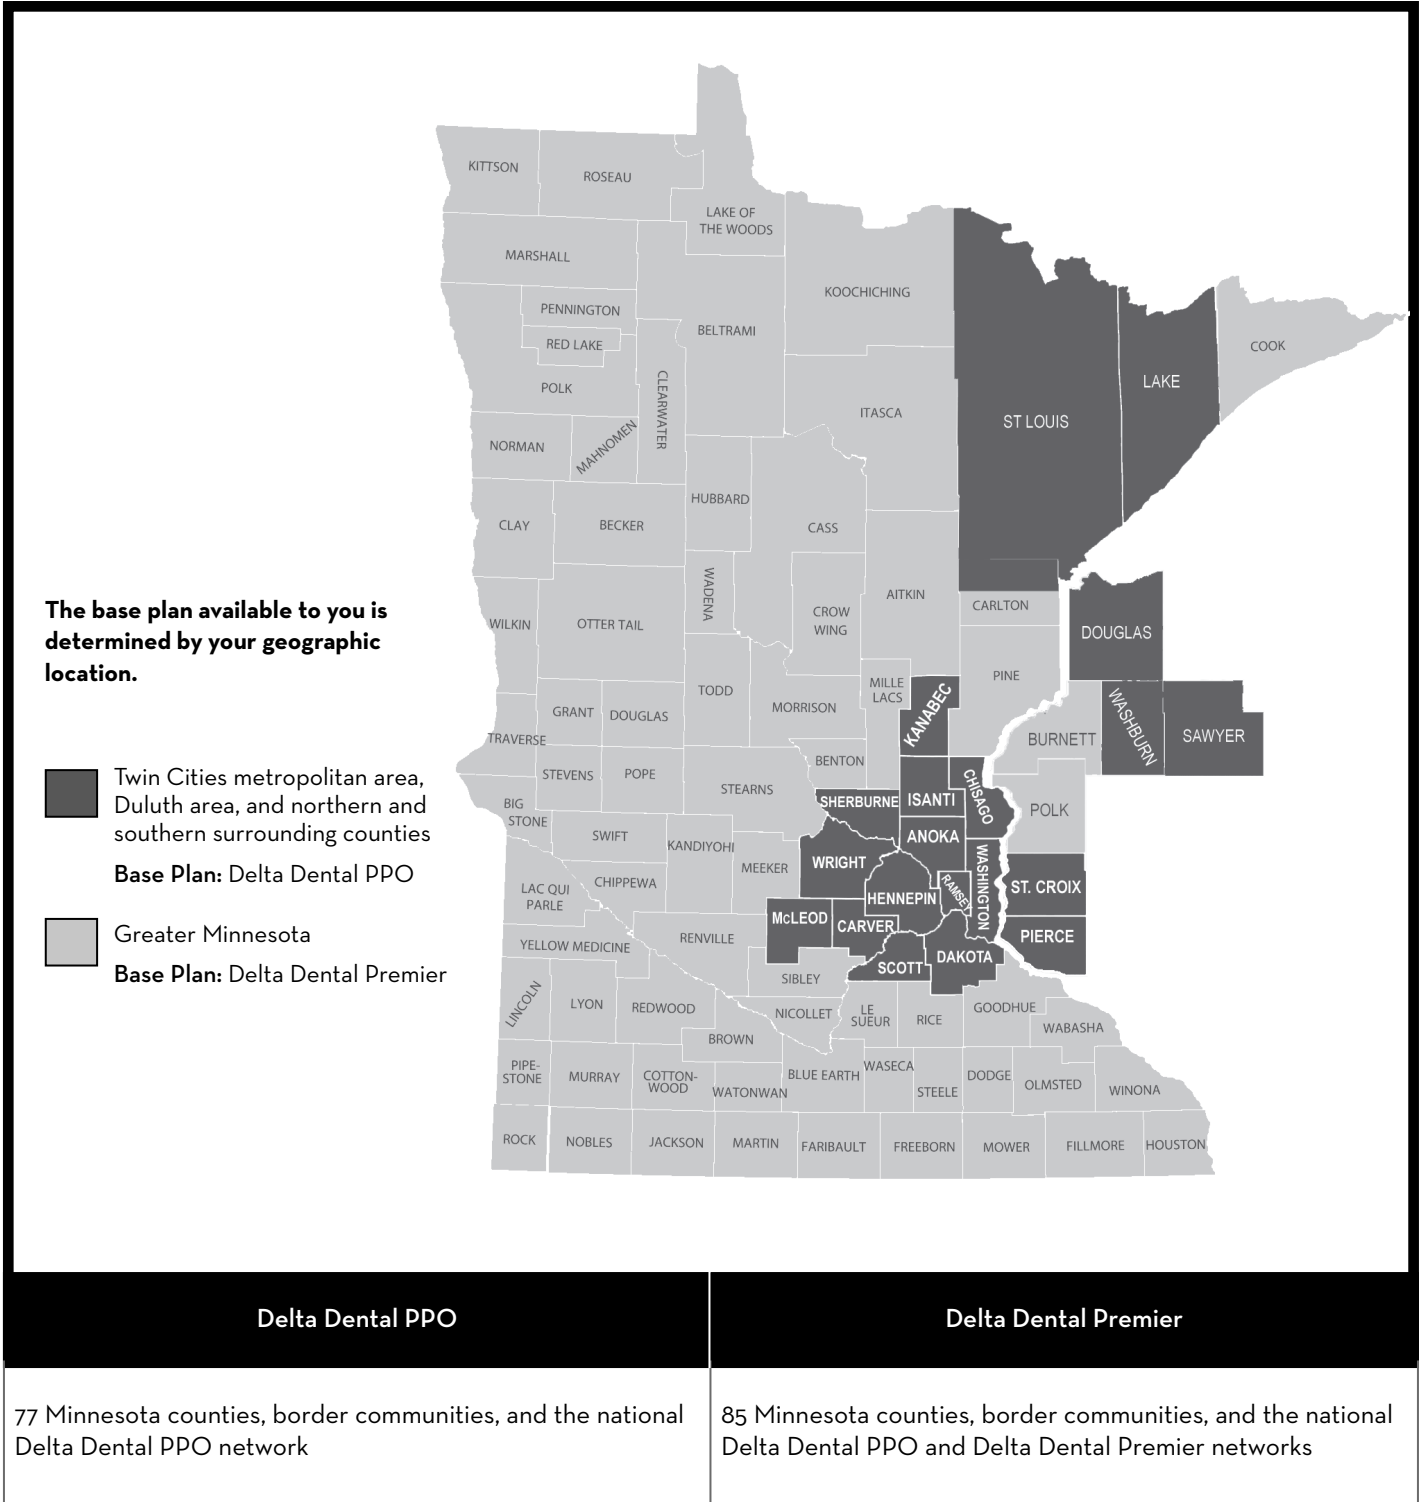 KITTSON
ROSEAU
LAKE OF
THE WOODS
MARSHALL
KOOCHICHING
PENNINGTON
BELTRAMI
RED LAKE
COOK
POLK
CLEARWATER
LAKE
ITASCA
ST LOUIS
NORMAN
MAHNOMEN
HUBBARD
CLAY
BECKER
CASS
WADENA
AITKIN
CARLTON
CROW
WING
WILKIN
OTTER TAIL
DOUGLAS
PINE
MILLE
LACS
TODD
KANABEC
MORRISON
GRANT
DOUGLAS
WASHBURN
TRAVERSE
BURNETT
SAWYER
BENTON
STEVENS
POPE
STEARNS
CHISAGO
BIG
STONE
SHERBURNE
ISANTI
POLK
SWIFT
KANDIYOHI
ANOKA
WRIGHT
MEEKER
WASHINGTON
CHIPPEWA
LAC QUI
PARLE
RAMSEY
ST. CROIX
HENNEPIN
McLEOD
CARVER
RENVILLE
PIERCE
YELLOW MEDICINE
DAKOTA
SCOTT
SIBLEY
LINCOLN
LYON
REDWOOD
NICOLLET
LE
SUEUR
RICE
GOODHUE
WABASHA
BROWN
PIPE-
STONE
MURRAY
COTTON-
WOOD
WATONWAN
BLUE EARTH
WASECA
STEELE
DODGE
OLMSTED
WINONA
ROCK
NOBLES
JACKSON
MARTIN
FARIBAULT
FREEBORN
MOWER
FILLMORE
HOUSTON
The base plan available to you is
determined by your geographic
location.
Twin Cities metropolitan area,
Duluth area, and northern and
southern surrounding counties
Base Plan: Delta Dental PPO
Greater Minnesota
Base Plan: Delta Dental Premier
Delta Dental PPO
Delta Dental Premier
77 Minnesota counties, border communities, and the national
Delta Dental PPO network
85 Minnesota counties, border communities, and the national
Delta Dental PPO and Delta Dental Premier networks